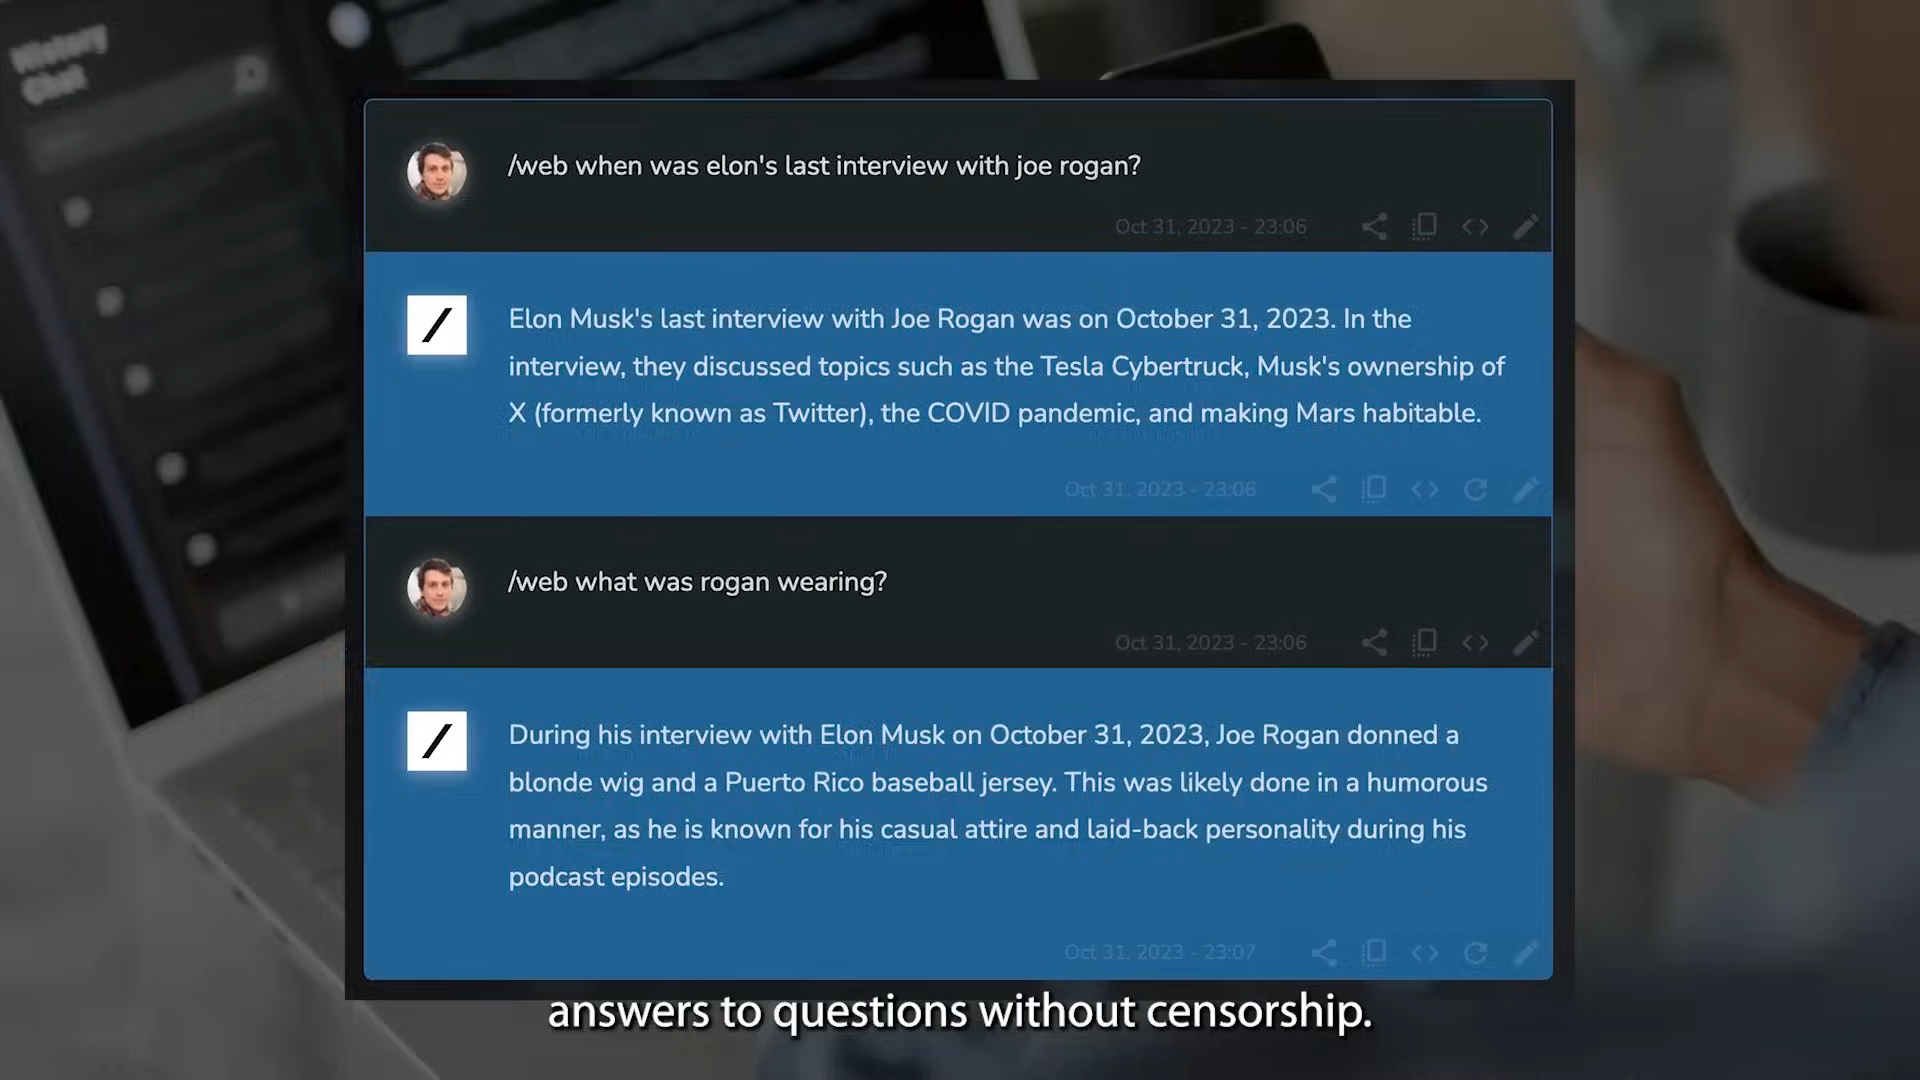 History
Chat
/web when was elon's last interview with joe rogan?
Oct 31, 2023 - 23:06
Elon Musk's last interview with Joe Rogan was on October 31, 2023. In the
interview, they discussed topics such as the Tesla Cybertruck, Musk's ownership of
X (formerly known as Twitter), the COVID pandemic, and making Mars habitable.
Oct 31, 2023 - 23:06
/web what was rogan wearing?
Oct 31, 2023 - 23:06
During his interview with Elon Musk on October 31, 2023, Joe Rogan donned a
blonde wig and a Puerto Rico baseball jersey. This was likely done in a humorous
manner, as he is known for his casual attire and laid-back personality during his
podcast episodes.
Oct 31, 2023 - 23:07
answers to questions without censorship.